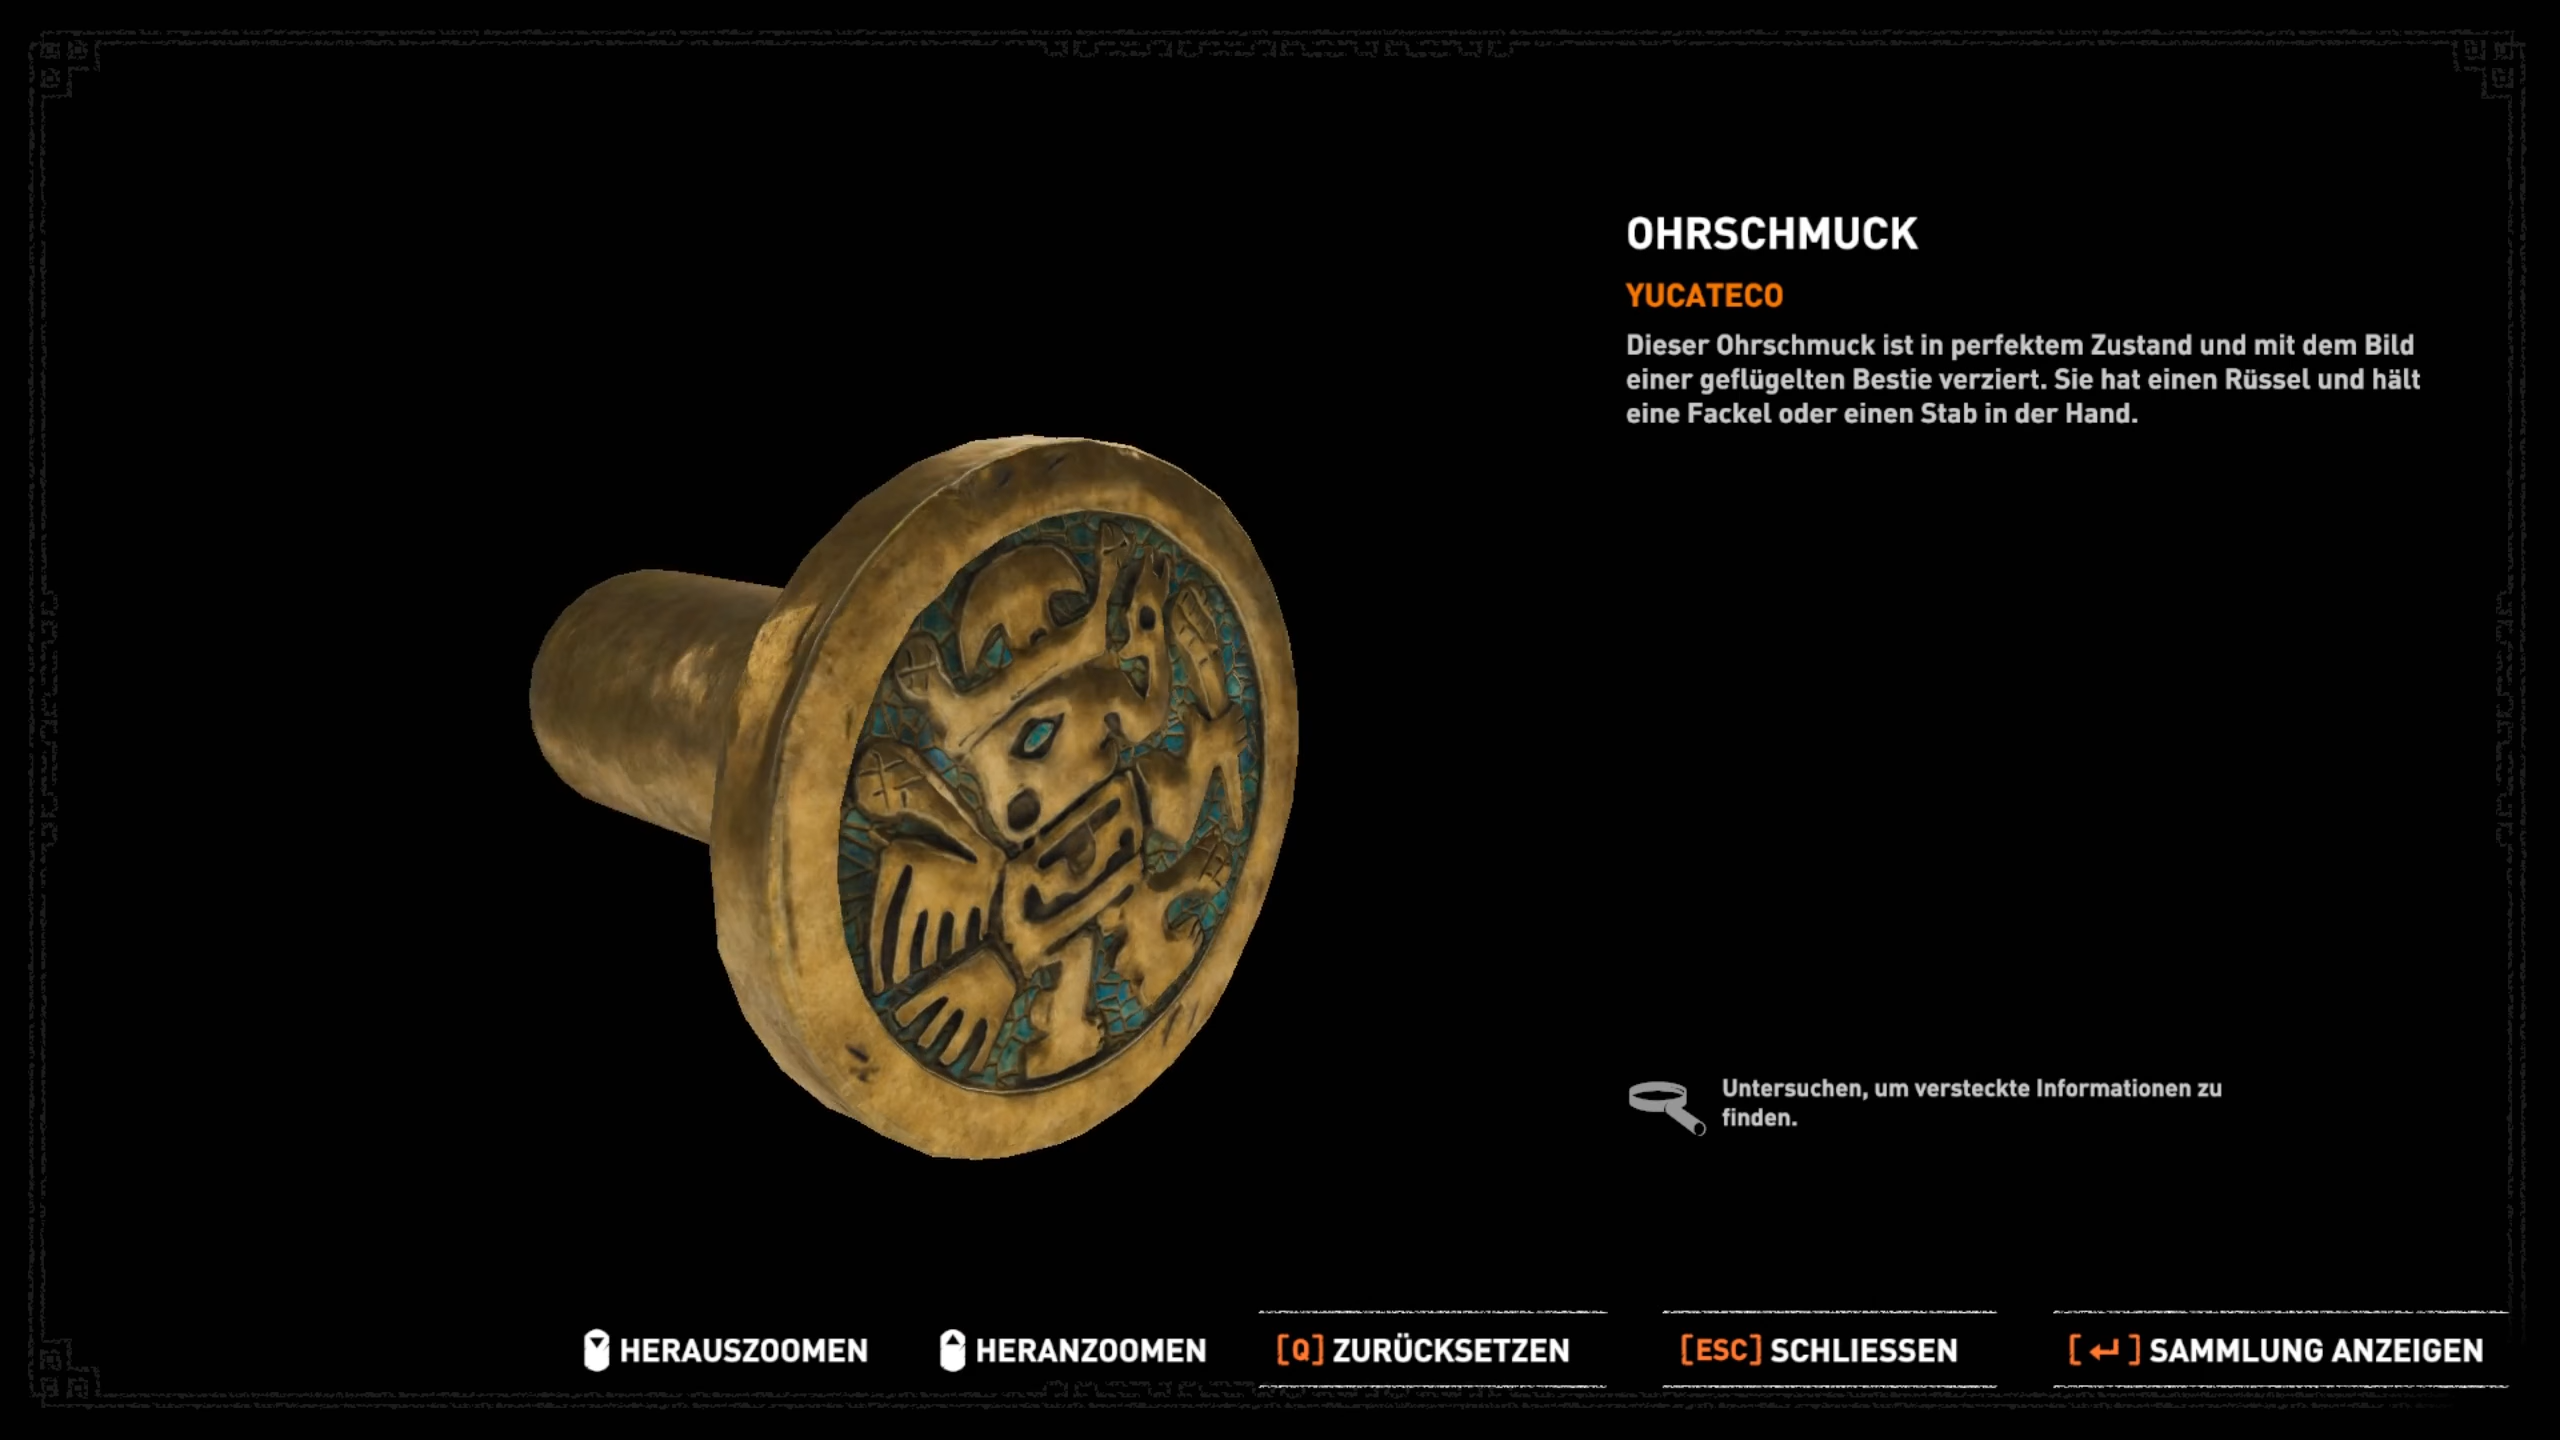 OHRSCHMUCK
YUCATECO
Dieser Ohrschmuck ist in perfektem Zustand und mit dem Bild
einer geflügelten Bestie verziert. Sie hat einen Rüssel und hält
eine Fackel oder einen Stab in der Hand.
Untersuchen, um versteckte Informationen zu
finden.
HERAUSZOOMEN
HERANZOOMEN
[Q] ZURÜCKSETZEN
[ESC] SCHLIESSEN
[↵] SAMMLUNG ANZEIGEN